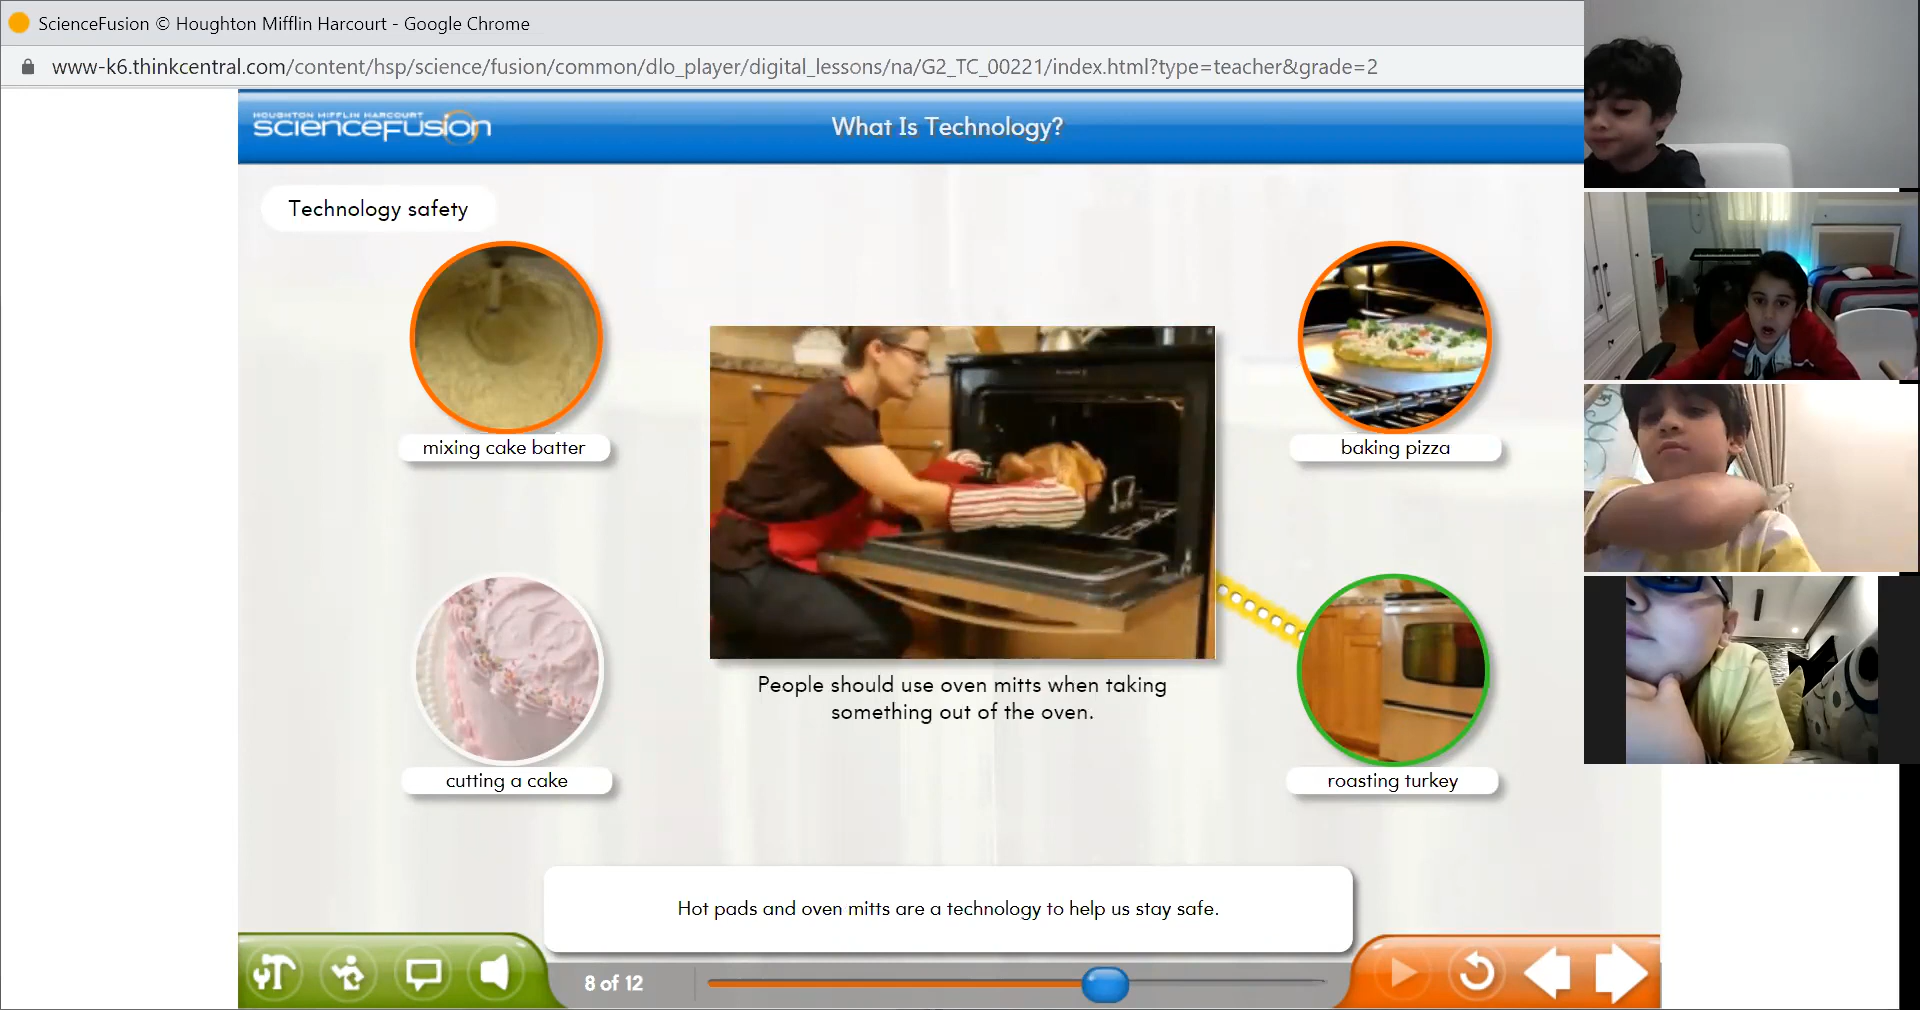 ScienceFusion © Houghton Mifflin Harcourt - Google Chrome
www-k6.thinkcentral.com/content/hsp/science/fusion/common/dlo_player/digital_lessons/na/G2_TC_00221/index.html?type=teacher&grade=2
HOUGHTON MIFFLIN HARCOURT
SCIENCEFUSION
What Is Technology?
Technology safety
mixing cake batter
baking pizza
People should use oven mitts when taking
something out of the oven.
cutting a cake
roasting turkey
Hot pads and oven mitts are a technology to help us stay safe.
8 of 12